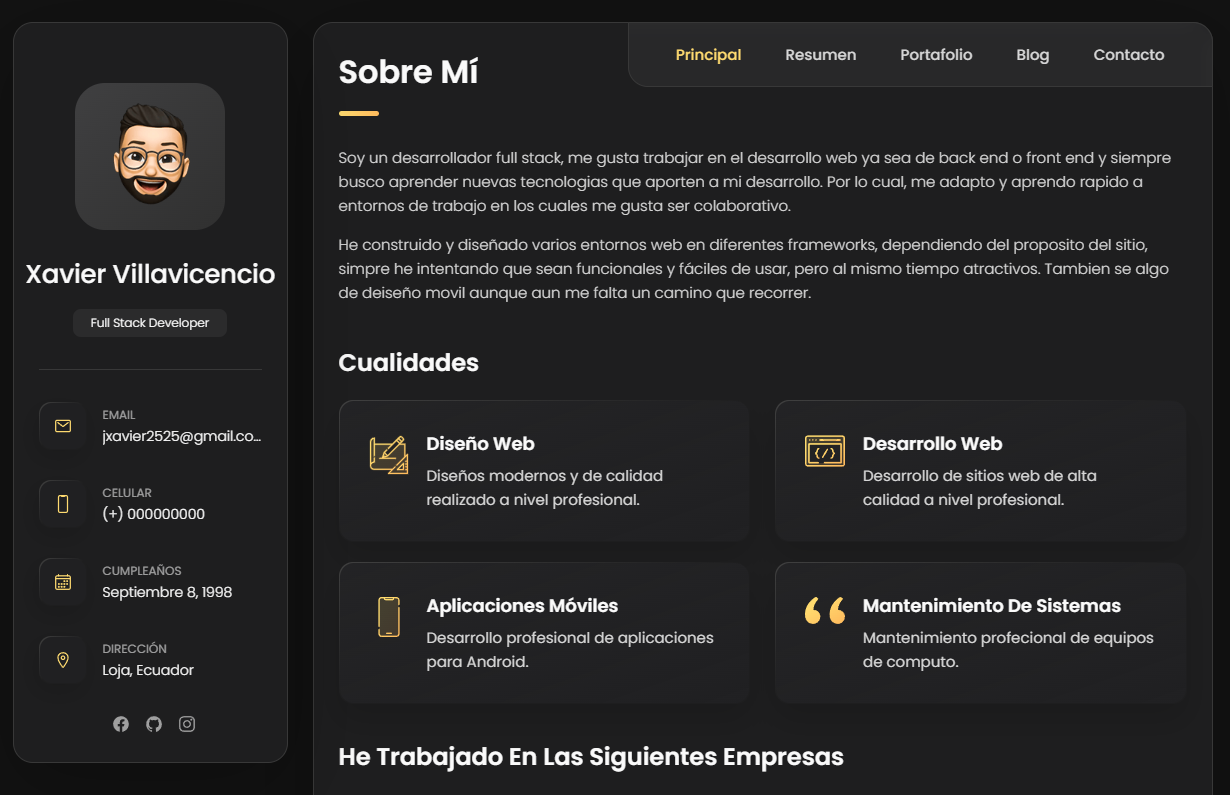 Xavier Villavicencio
Full Stack Developer
EMAIL
jxavier2525@gmail.co...
CELULAR
(+) 000000000
CUMPLEAÑOS
Septiembre 8, 1998
DIRECCIÓN
Loja, Ecuador
Principal Resumen Portafolio Blog Contacto
Sobre Mí
Soy un desarrollador full stack, me gusta trabajar en el desarrollo web ya sea de back end o front end y siempre
busco aprender nuevas tecnologias que aporten a mi desarrollo. Por lo cual, me adapto y aprendo rapido a
entornos de trabajo en los cuales me gusta ser colaborativo.
He construido y diseñado varios entornos web en diferentes frameworks, dependiendo del proposito del sitio,
simpre he intentando que sean funcionales y fáciles de usar, pero al mismo tiempo atractivos. Tambien se algo
de deiseño movil aunque aun me falta un camino que recorrer.
Cualidades
Diseño Web
Diseños modernos y de calidad
realizado a nivel profesional.
Desarrollo Web
Desarrollo de sitios web de alta
calidad a nivel profesional.
Aplicaciones Móviles
Desarrollo profesional de aplicaciones
para Android.
Mantenimiento De Sistemas
Mantenimiento profecional de equipos
de computo.
He Trabajado En Las Siguientes Empresas